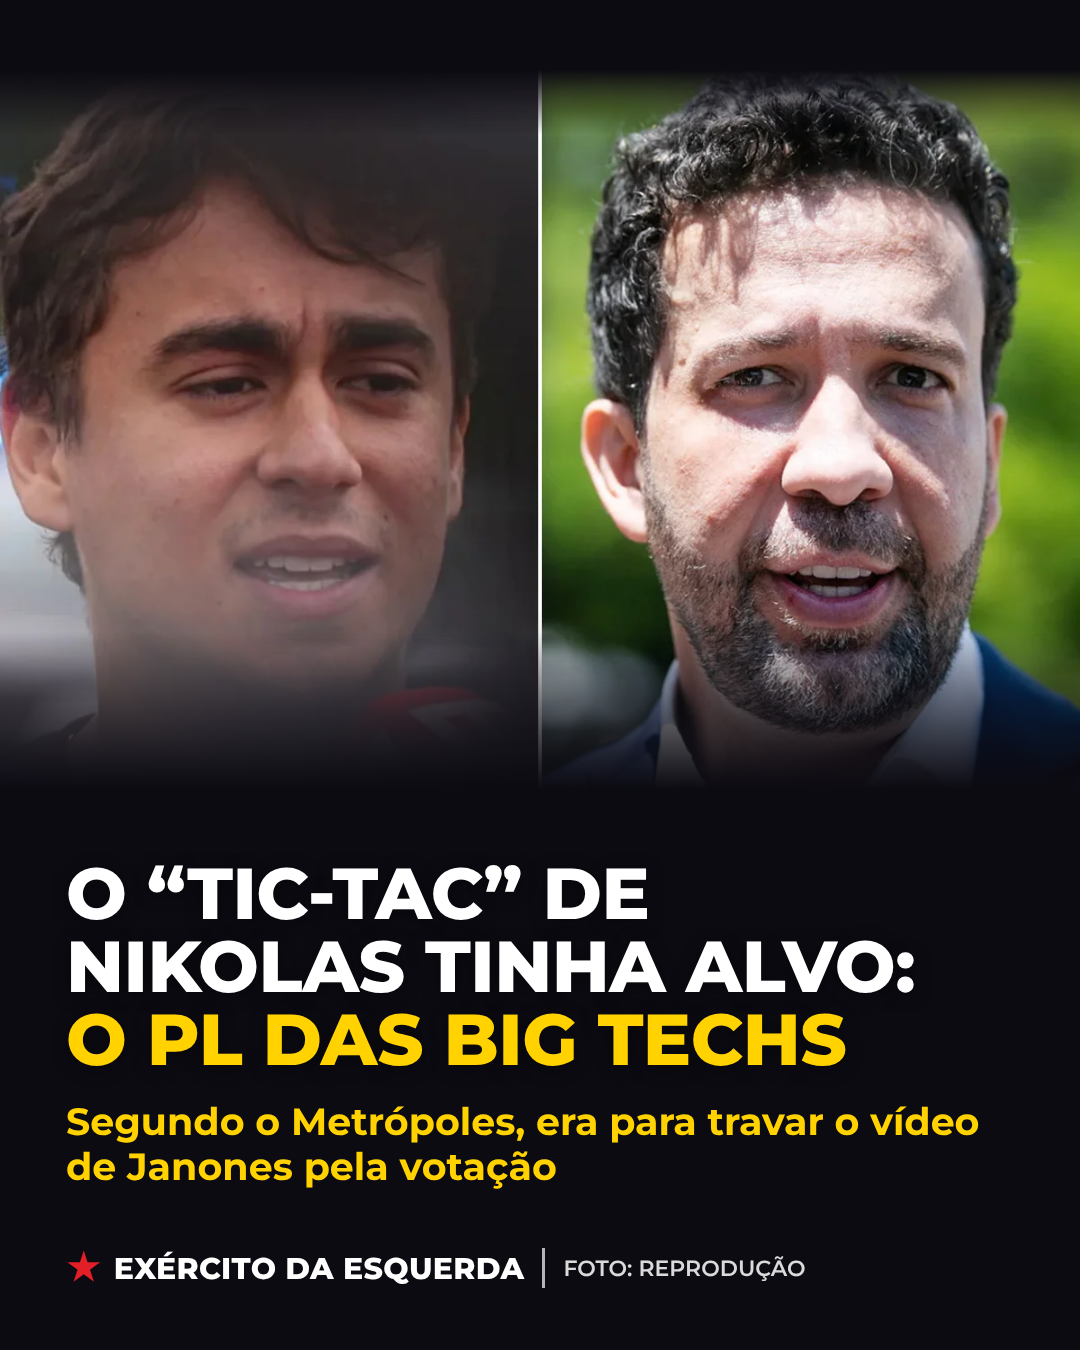 O “TIC-TAC” DE
NIKOLAS TINHA ALVO:
O PL DAS BIG TECHS
Segundo o Metrópoles, era para travar o vídeo
de Janones pela votação
EXÉRCITO DA ESQUERDA | FOTO: REPRODUÇÃO